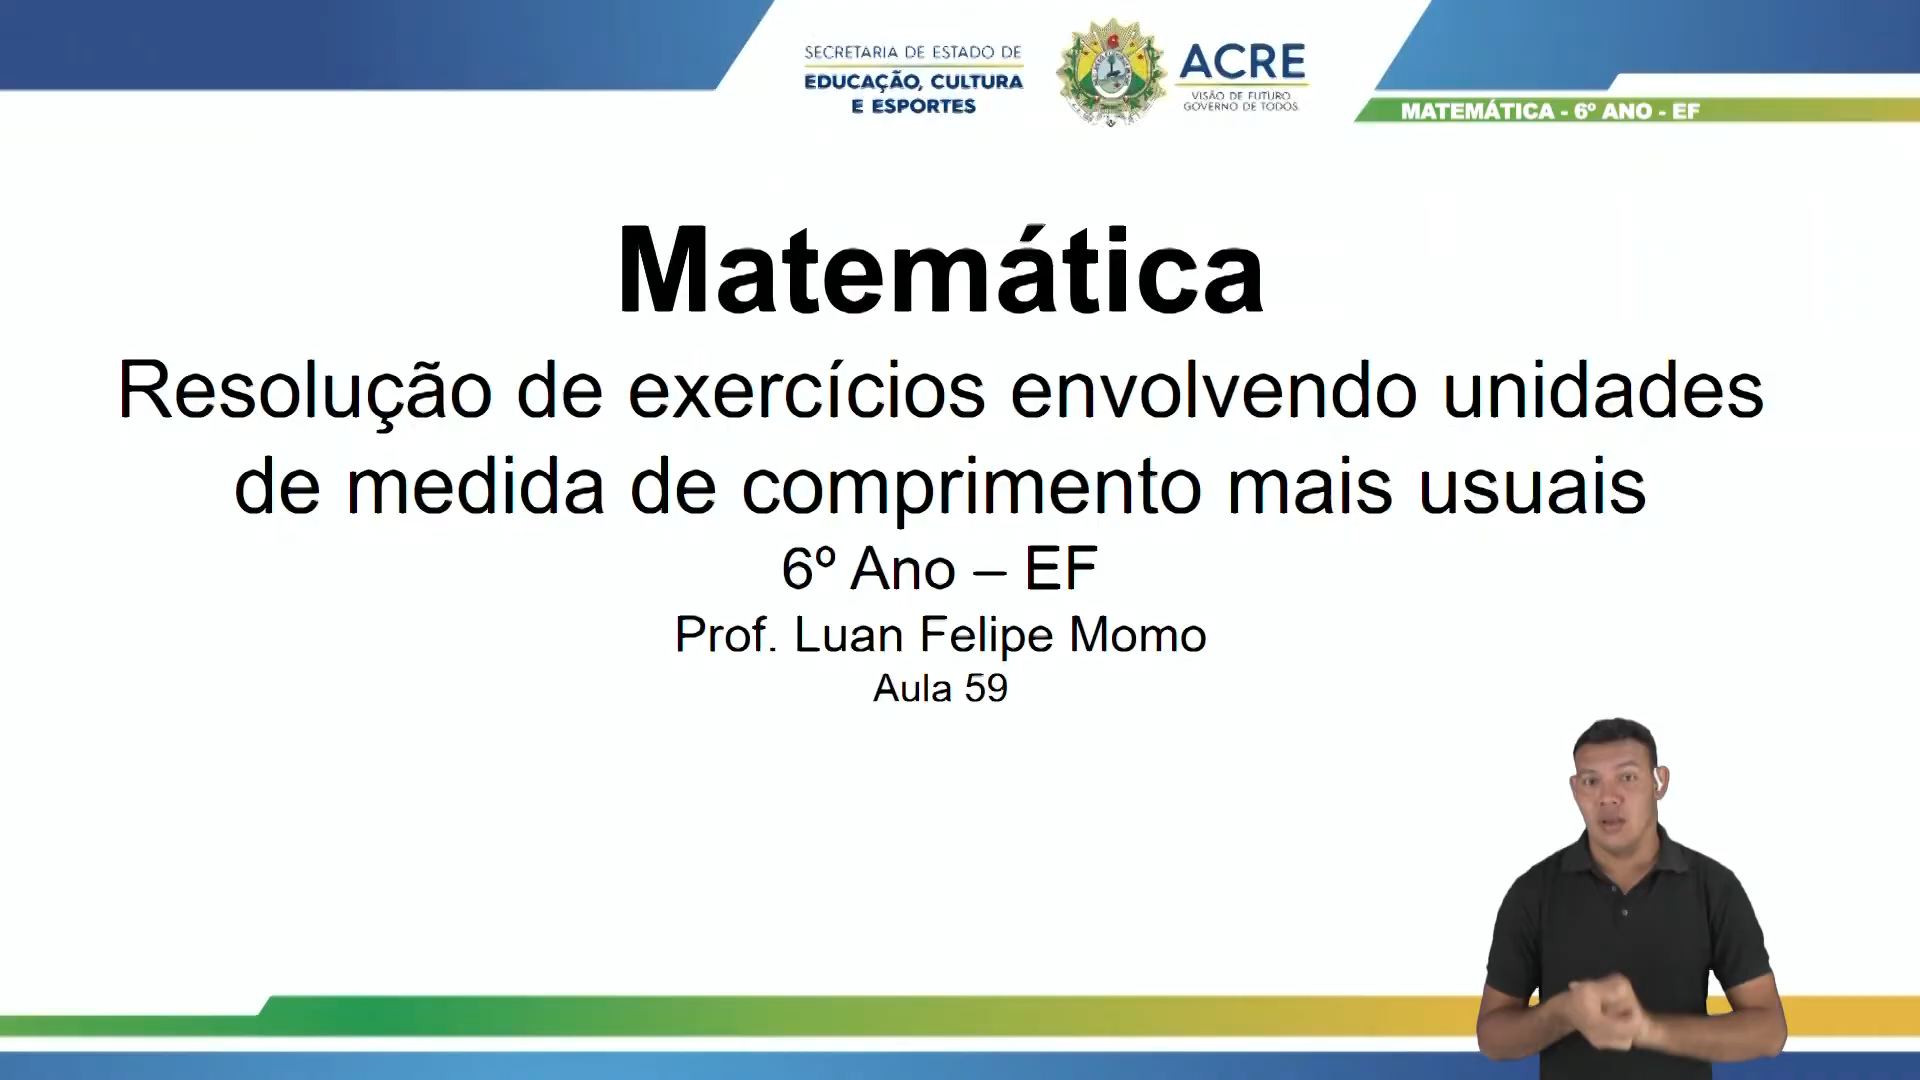 SECRETARIA DE ESTADO DE
EDUCAÇÃO, CULTURA
E ESPORTES
ACRE
VISÃO DE FUTURO
GOVERNO DE TODOS
MATEMÁTICA - 6º ANO - EF
Matemática
Resolução de exercícios envolvendo unidades
de medida de comprimento mais usuais
6º Ano – EF
Prof. Luan Felipe Momo
Aula 59